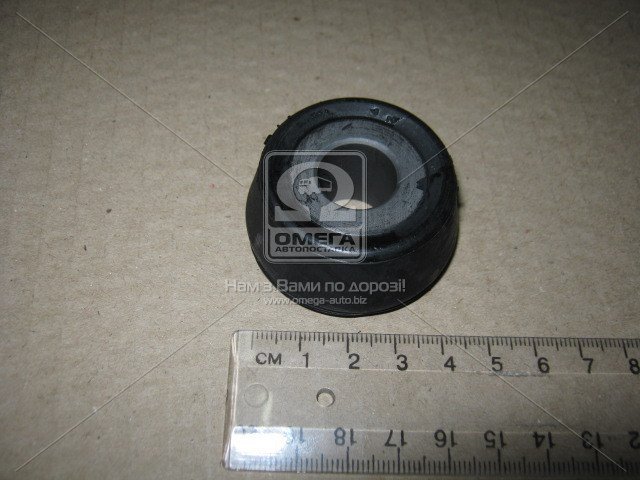 ОМЕГА
АВТОПОСТАВКА
Нам з Вами по дорозі!
www.omega-auto.biz
СМ 1 2 3 4 5 6 7 8
18 17 16 15 14 13 12